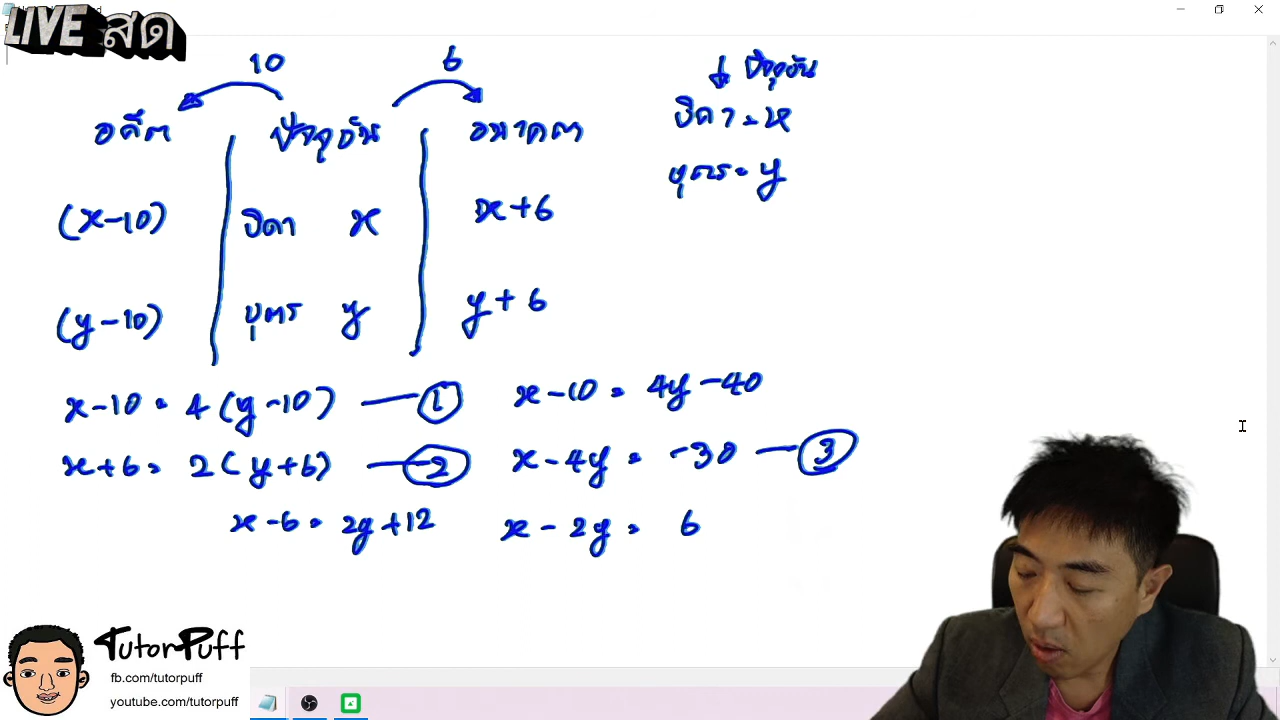 LIVE สด
10 6
อดีต ปัจจุบัน อนาคต
(x-10) บิดา x x+6
(y-10) บุตร y y+6
↓ ปัจจุบัน
บิดา = x
บุตร = y
x-10 = 4(y-10) — ①
x+6 = 2(y+6) — ②
x-6 = 2y+12
x-10 = 4y-40
x-4y = -30 — ③
x-2y = 6
TutorPuff
fb.com/tutorpuff
youtube.com/tutorpuff